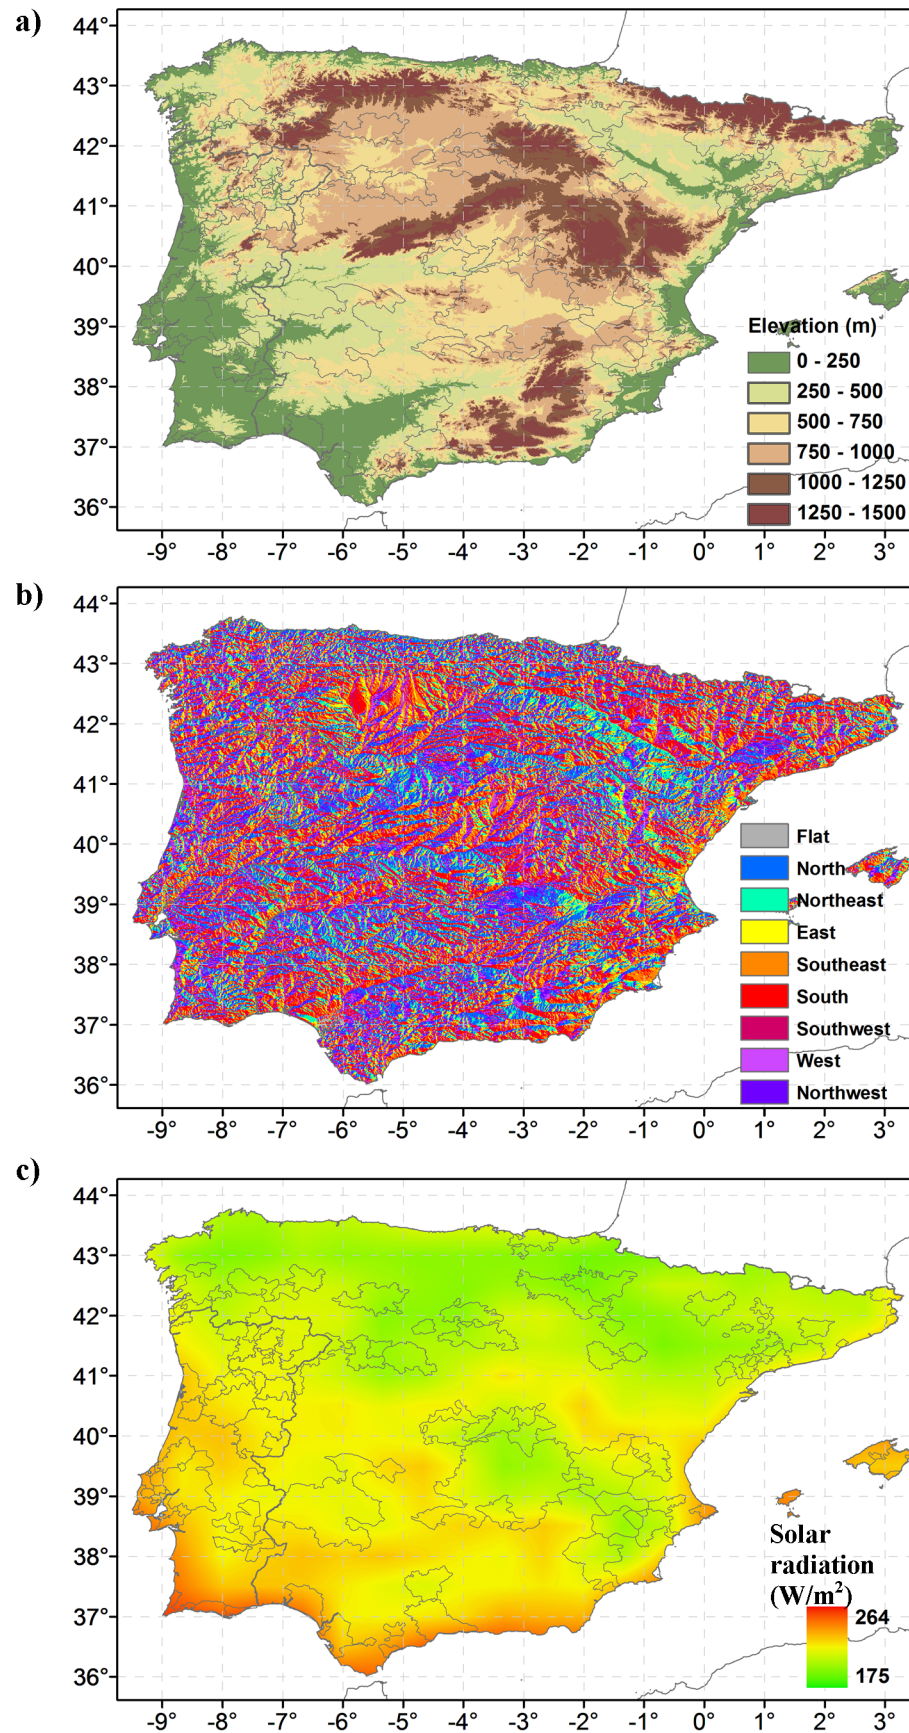 a)
44°
43°
42°
41°
40°
39°
38°
37°
36°
Elevation (m)
0 - 250
250 - 500
500 - 750
750 - 1000
1000 - 1250
1250 - 1500
-9° -8° -7° -6° -5° -4° -3° -2° -1° 0° 1° 2° 3°
b)
44°
43°
42°
41°
40°
39°
38°
37°
36°
Flat
North
Northeast
East
Southeast
South
Southwest
West
Northwest
-9° -8° -7° -6° -5° -4° -3° -2° -1° 0° 1° 2° 3°
c)
44°
43°
42°
41°
40°
39°
38°
37°
36°
Solar
radiation
(W/m²)
264
175
-9° -8° -7° -6° -5° -4° -3° -2° -1° 0° 1° 2° 3°